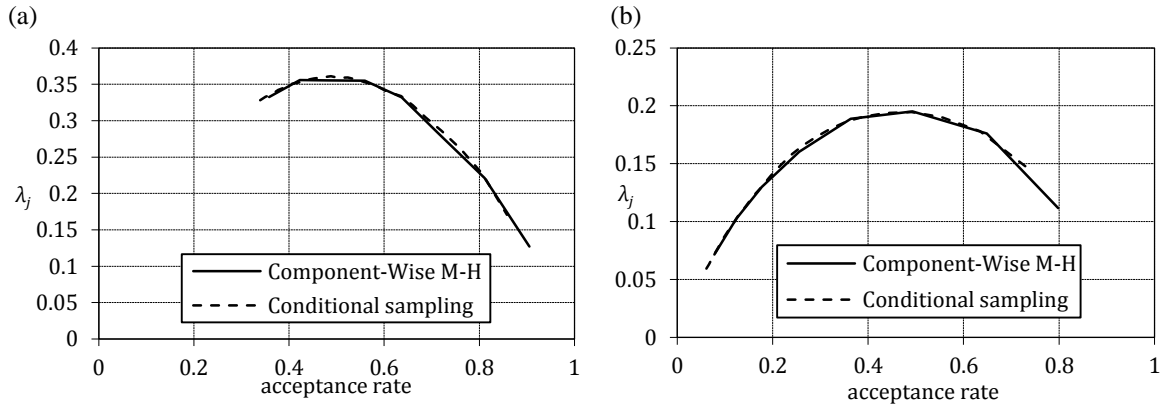 (a)
0.4
0.35
0.3
0.25
0.2
0.15
0.1
0.05
0
λj
Component-Wise M-H
Conditional sampling
0 0.2 0.4 0.6 0.8 1
acceptance rate
(b)
0.25
0.2
0.15
0.1
0.05
0
λj
Component-Wise M-H
Conditional sampling
0 0.2 0.4 0.6 0.8 1
acceptance rate